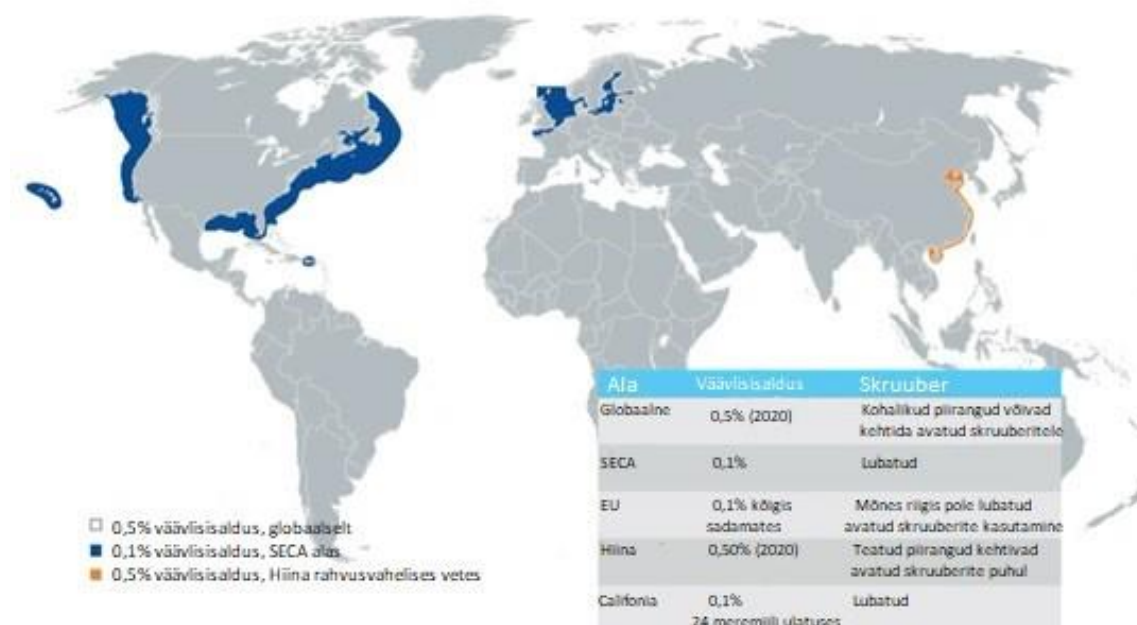 Ala Väävlisisaldus Skruuber
Globaalne 0,5% (2020) Kohalikud piirangud võivad
kehtida avatud skruuberitele
SECA 0,1% Lubatud
EU 0,1% kõigis Mõnes riigis pole lubatud
sadamates avatud skruuberite kasutamine
Hiina 0,50% (2020) Teatud piirangud kehtivad
avatud skruuberite puhul
Califonia 0,1% Lubatud
24 meremiili ulatuses
0,5% väävlisisaldus, globaalselt
0,1% väävlisisaldus, SECA alas
0,5% väävlisisaldus, Hiina rahvusvahelises vetes